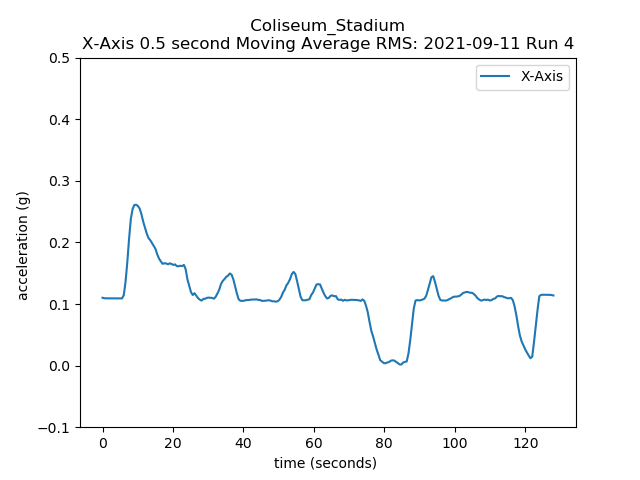 Coliseum_Stadium
X-Axis 0.5 second Moving Average RMS: 2021-09-11 Run 4
X-Axis
acceleration (g)
0.5
0.4
0.3
0.2
0.1
0.0
−0.1
0 20 40 60 80 100 120
time (seconds)